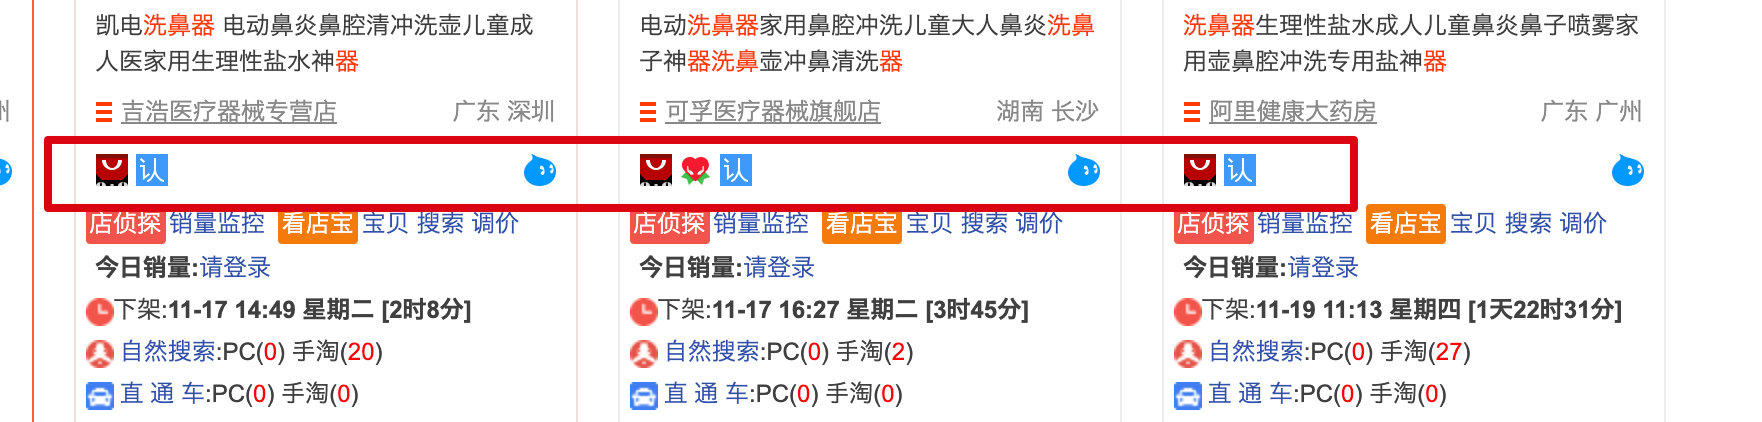 凯电洗鼻器 电动鼻炎鼻腔清冲洗壶儿童成
人医家用生理性盐水神器
吉浩医疗器械专营店 广东 深圳
认
店侦探 销量监控 看店宝 宝贝 搜索 调价
今日销量:请登录
下架:11-17 14:49 星期二 [2时8分]
自然搜索:PC(0) 手淘(20)
直 通 车:PC(0) 手淘(0)
电动洗鼻器家用鼻腔冲洗儿童大人鼻炎洗鼻
子神器洗鼻壶冲鼻清洗器
可孚医疗器械旗舰店 湖南 长沙
认
店侦探 销量监控 看店宝 宝贝 搜索 调价
今日销量:请登录
下架:11-17 16:27 星期二 [3时45分]
自然搜索:PC(0) 手淘(2)
直 通 车:PC(0) 手淘(0)
洗鼻器生理性盐水成人儿童鼻炎鼻子喷雾家
用壶鼻腔冲洗专用盐神器
阿里健康大药房 广东 广州
认
店侦探 销量监控 看店宝 宝贝 搜索 调价
今日销量:请登录
下架:11-19 11:13 星期四 [1天22时31分]
自然搜索:PC(0) 手淘(27)
直 通 车:PC(0) 手淘(0)